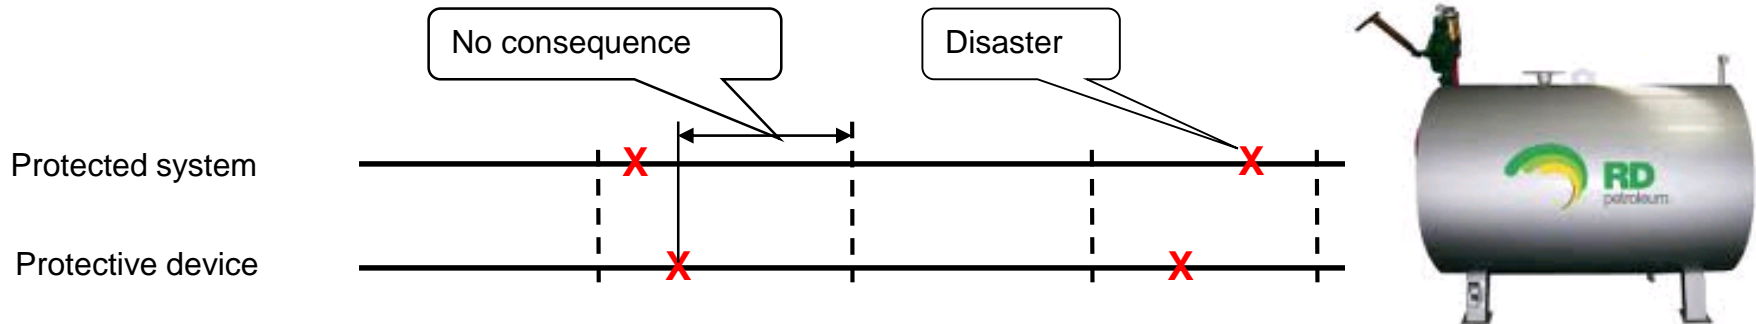 No consequence
Disaster
Protected system
X
X
RD
petroleum
Protective device
X
X